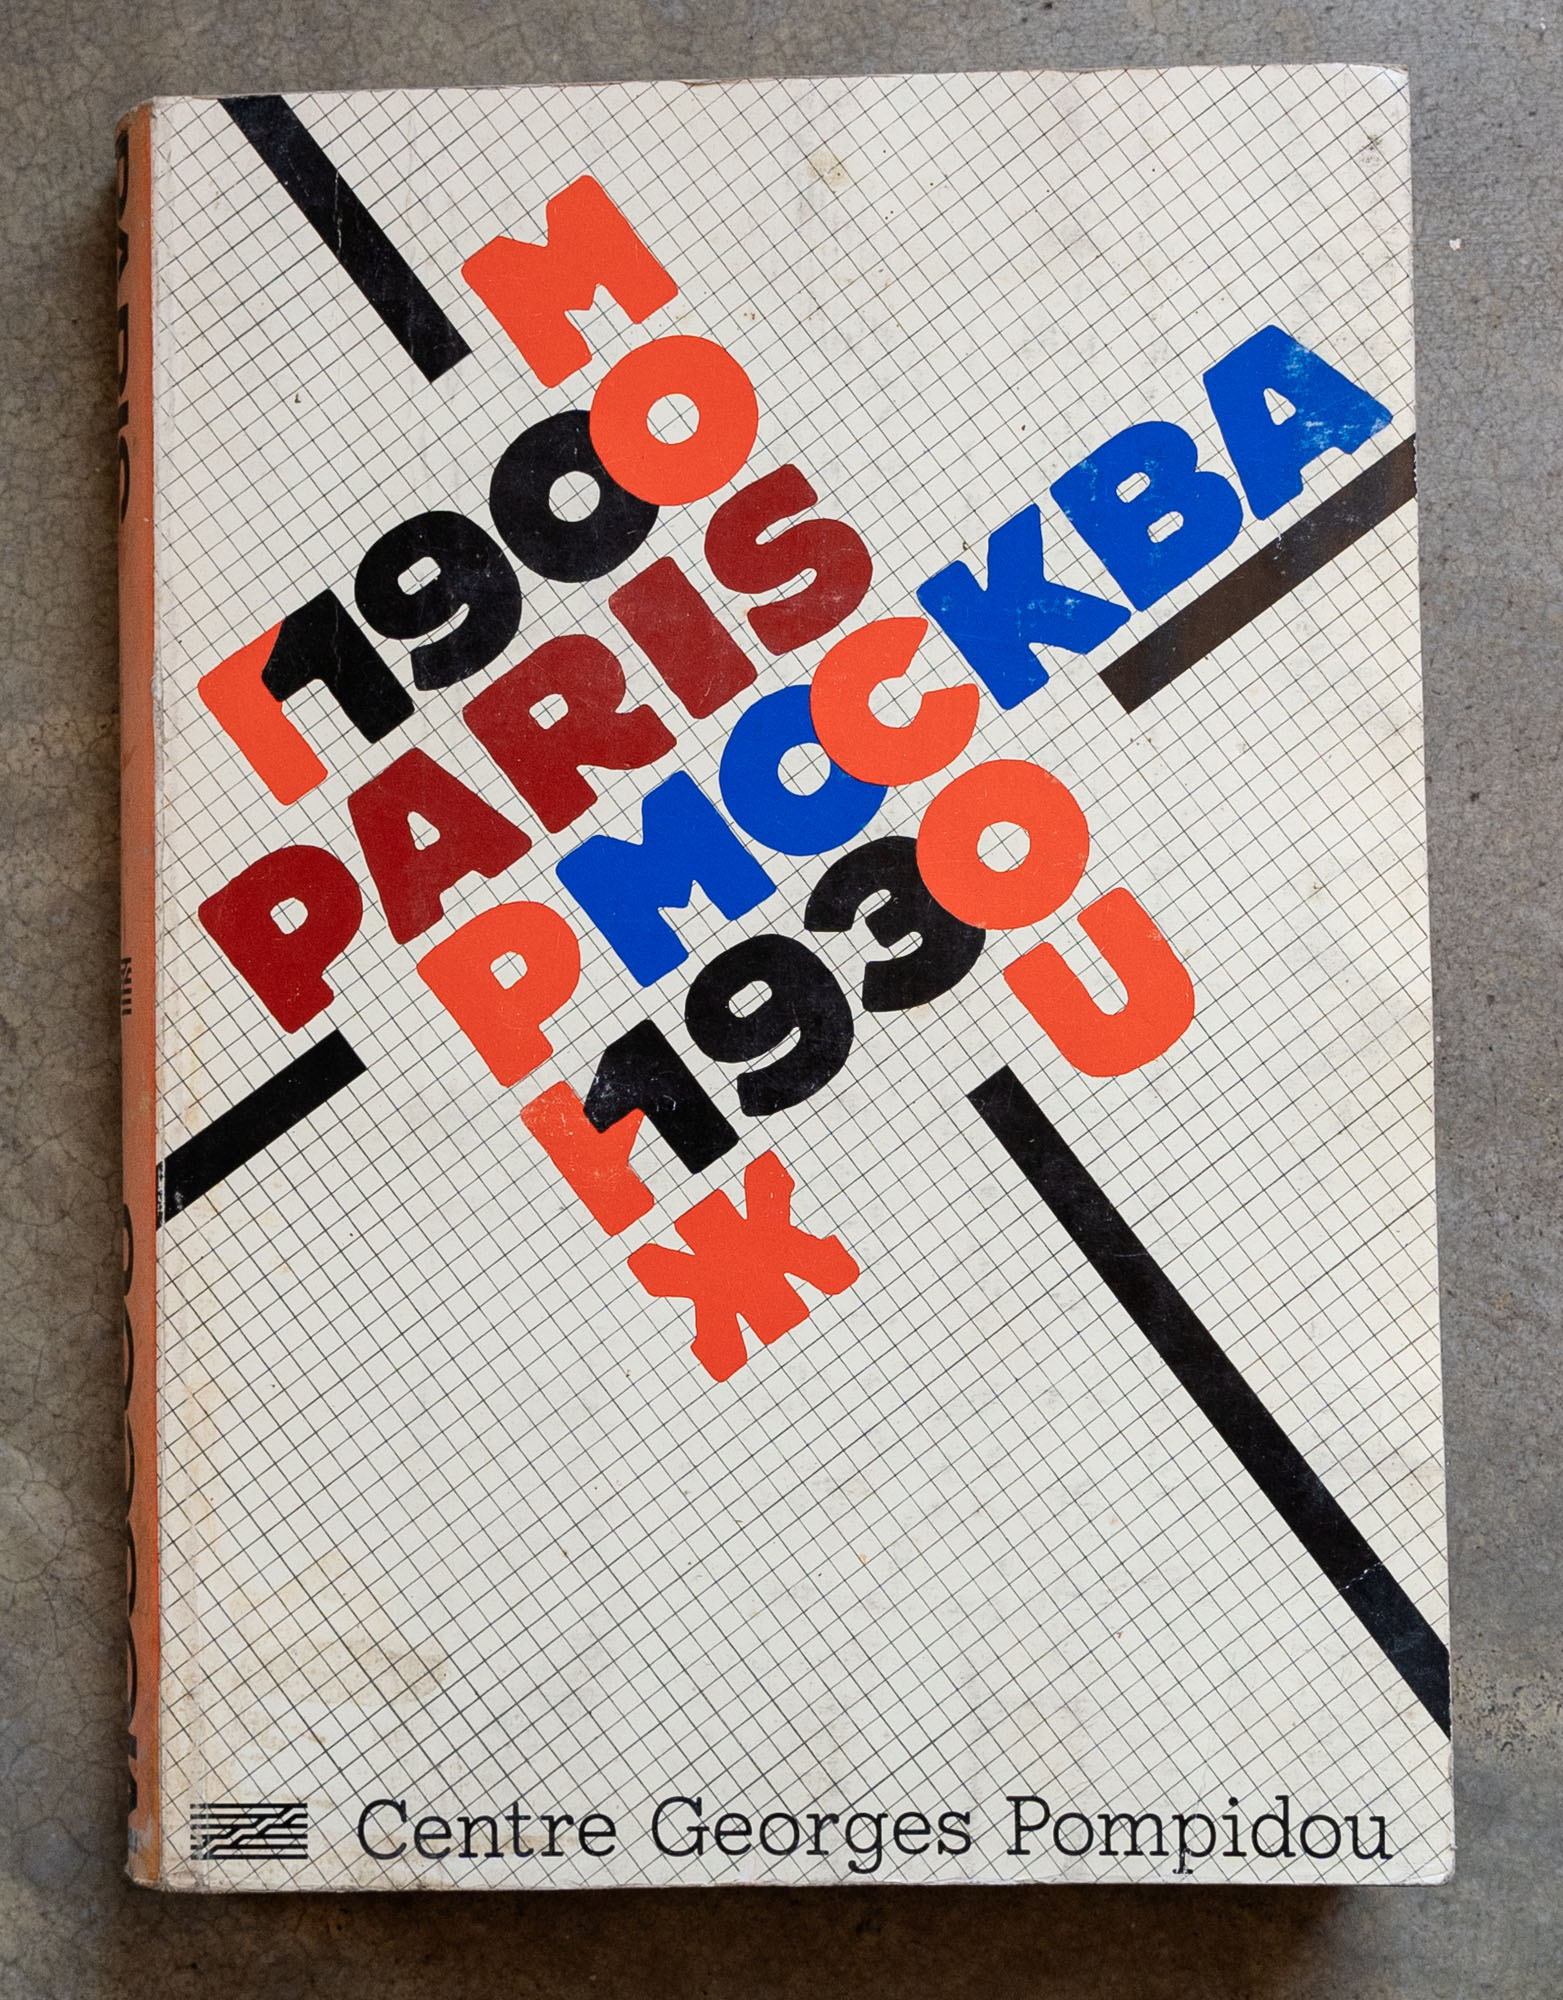 MOSCOU
1900
PARIS
МОСКВА
1930
ПАРИЖ
Centre Georges Pompidou